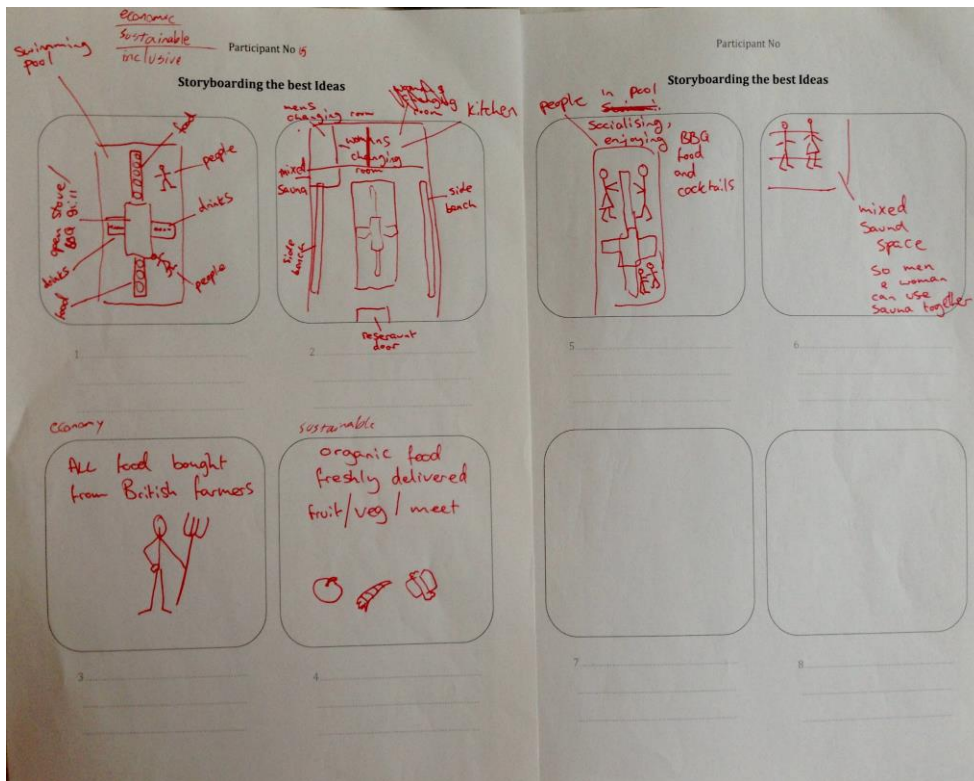 economic
sustainable
inclusive
Participant No 15
Storyboarding the best Ideas
swimming
pool
food
people
drinks
people
open stove/
BBQ grill
drinks
food
1
mens
changing room
changing
room
Kitchen
womens
changing
room
mixed
sauna
side
bench
side
bench
door
2
economy
ALL food bought
from British farmers
3
sustainable
organic food
freshly delivered
fruit/veg/meet
4
Participant No
Storyboarding the best Ideas
people in pool
socialising,
enjoying
BBQ
food
and
cocktails
5
mixed
saund
space
so men
& woman
can use
sauna together
6
7
8